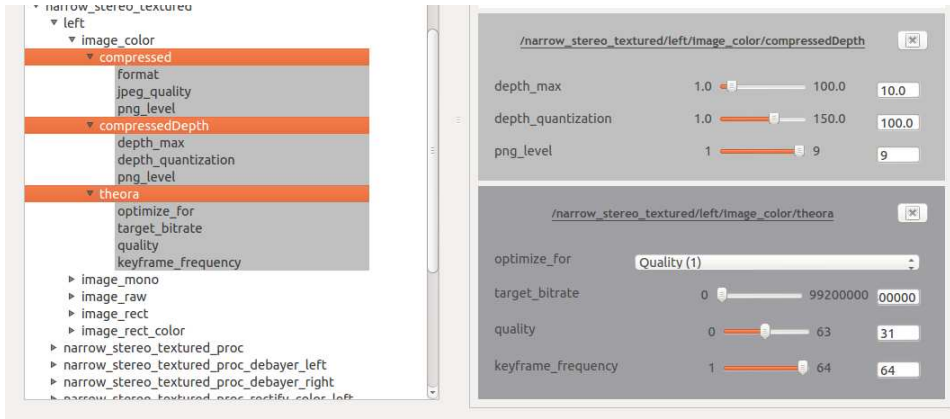 narrow_stereo_textured
left
image_color
compressed
format
jpeg_quality
png_level
compressedDepth
depth_max
depth_quantization
png_level
theora
optimize_for
target_bitrate
quality
keyframe_frequency
image_mono
image_raw
image_rect
image_rect_color
narrow_stereo_textured_proc
narrow_stereo_textured_proc_debayer_left
narrow_stereo_textured_proc_debayer_right
narrow_stereo_textured_proc_rectify_color_left
/narrow_stereo_textured/left/image_color/compressedDepth
depth_max 1.0 100.0 10.0
depth_quantization 1.0 150.0 100.0
png_level 1 9 9
/narrow_stereo_textured/left/image_color/theora
optimize_for Quality (1)
target_bitrate 0 99200000 00000
quality 0 63 31
keyframe_frequency 1 64 64